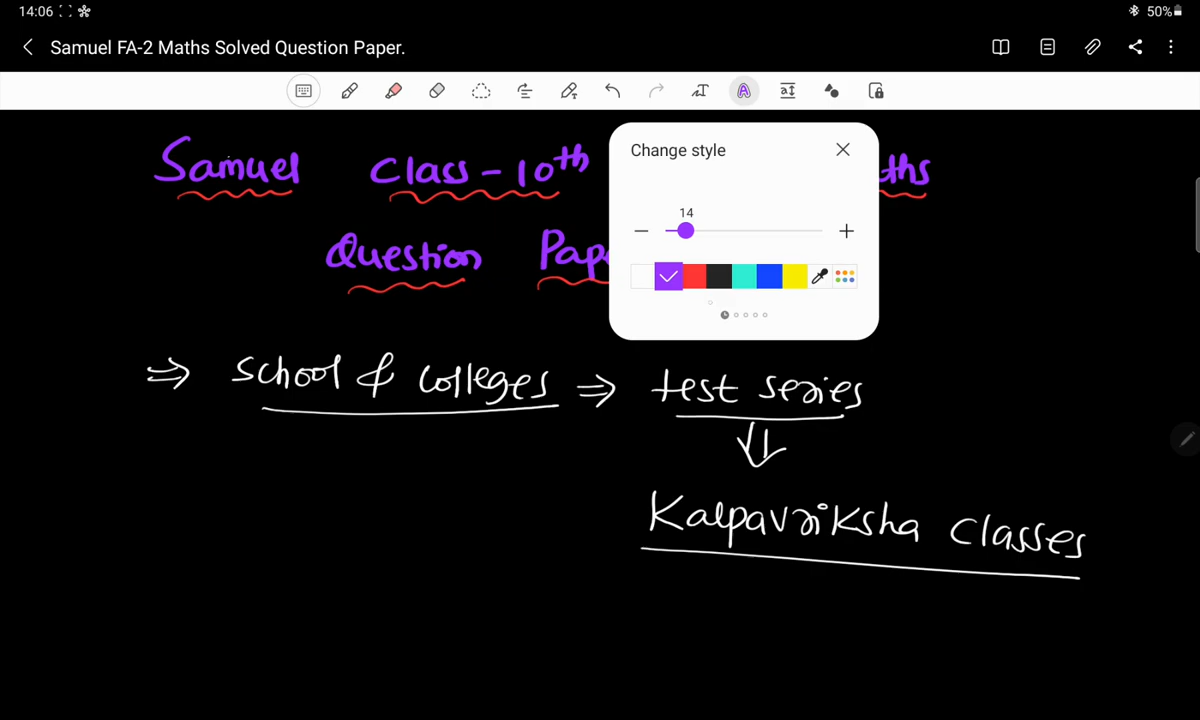 14:06
50%
Samuel FA-2 Maths Solved Question Paper.
Samuel Class - 10th
Change style
14
Question
⇒ School & Colleges ⇒ test series
⇓
Kalpavriksha Classes